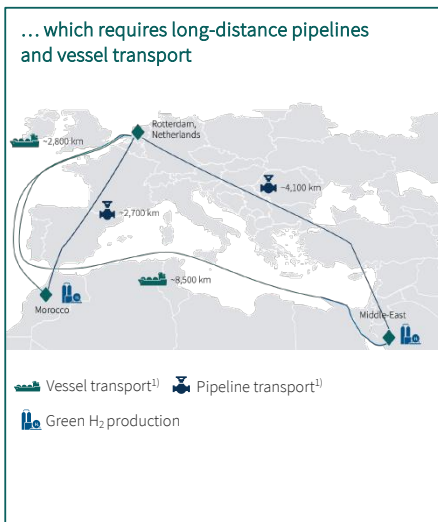 ... which requires long-distance pipelines
and vessel transport
Rotterdam,
Netherlands
~2,800 km
~4,100 km
~2,700 km
~8,500 km
Morocco
Middle-East
Vessel transport¹⁾
Pipeline transport¹⁾
Green H₂ production